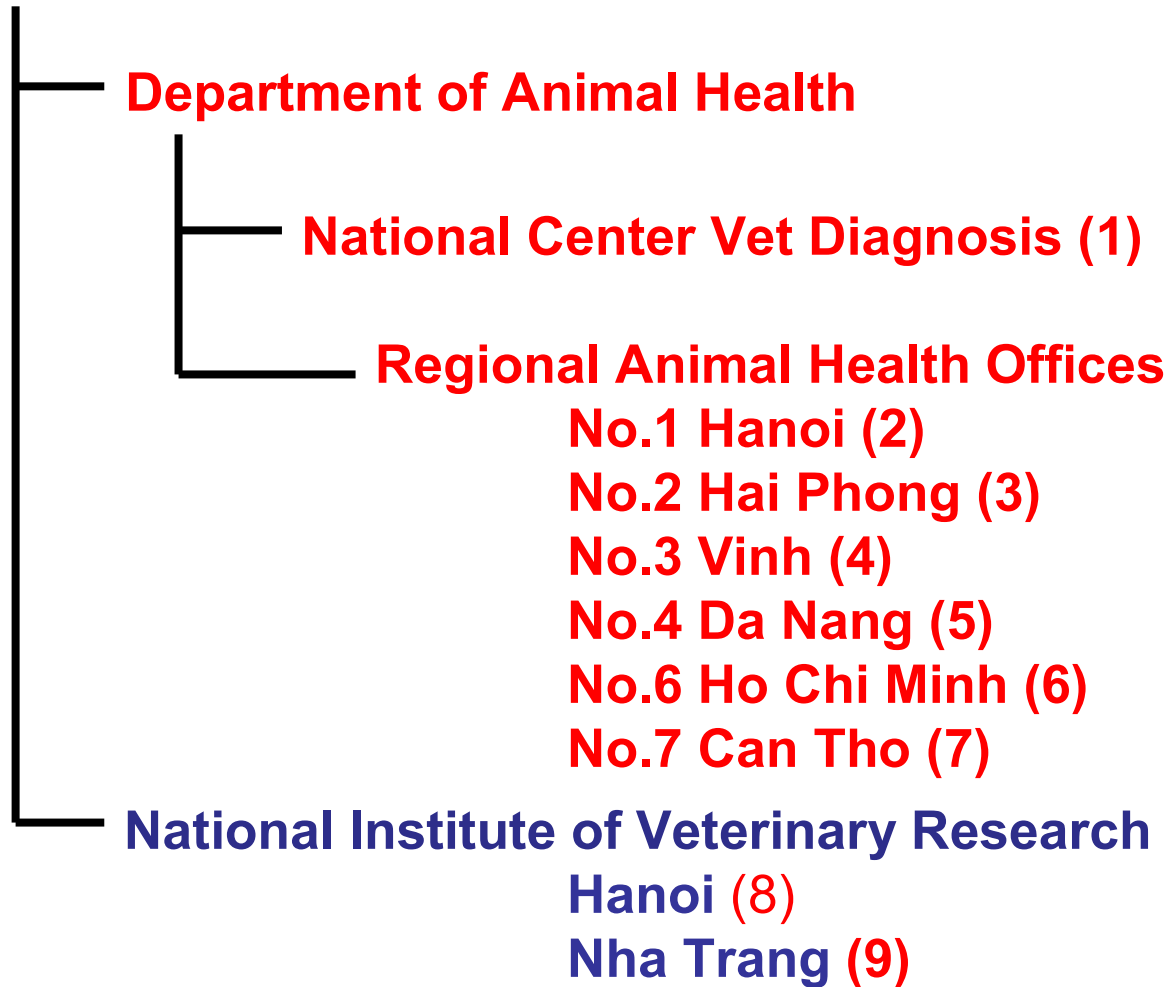 Department of Animal Health
National Center Vet Diagnosis (1)
Regional Animal Health Offices
No.1 Hanoi (2)
No.2 Hai Phong (3)
No.3 Vinh (4)
No.4 Da Nang (5)
No.6 Ho Chi Minh (6)
No.7 Can Tho (7)
National Institute of Veterinary Research
Hanoi (8)
Nha Trang (9)